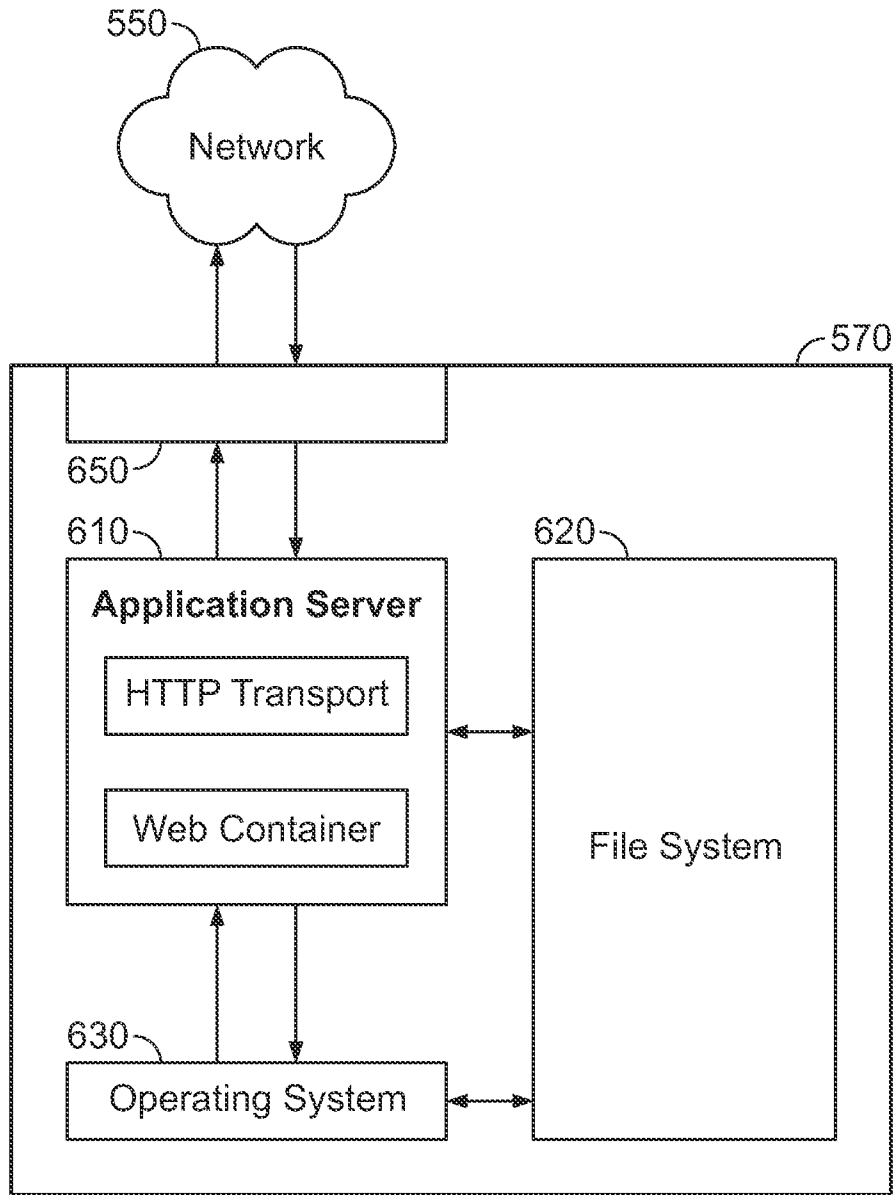 550
Network
570
650
610
620
Application Server
HTTP Transport
Web Container
File System
630
Operating System